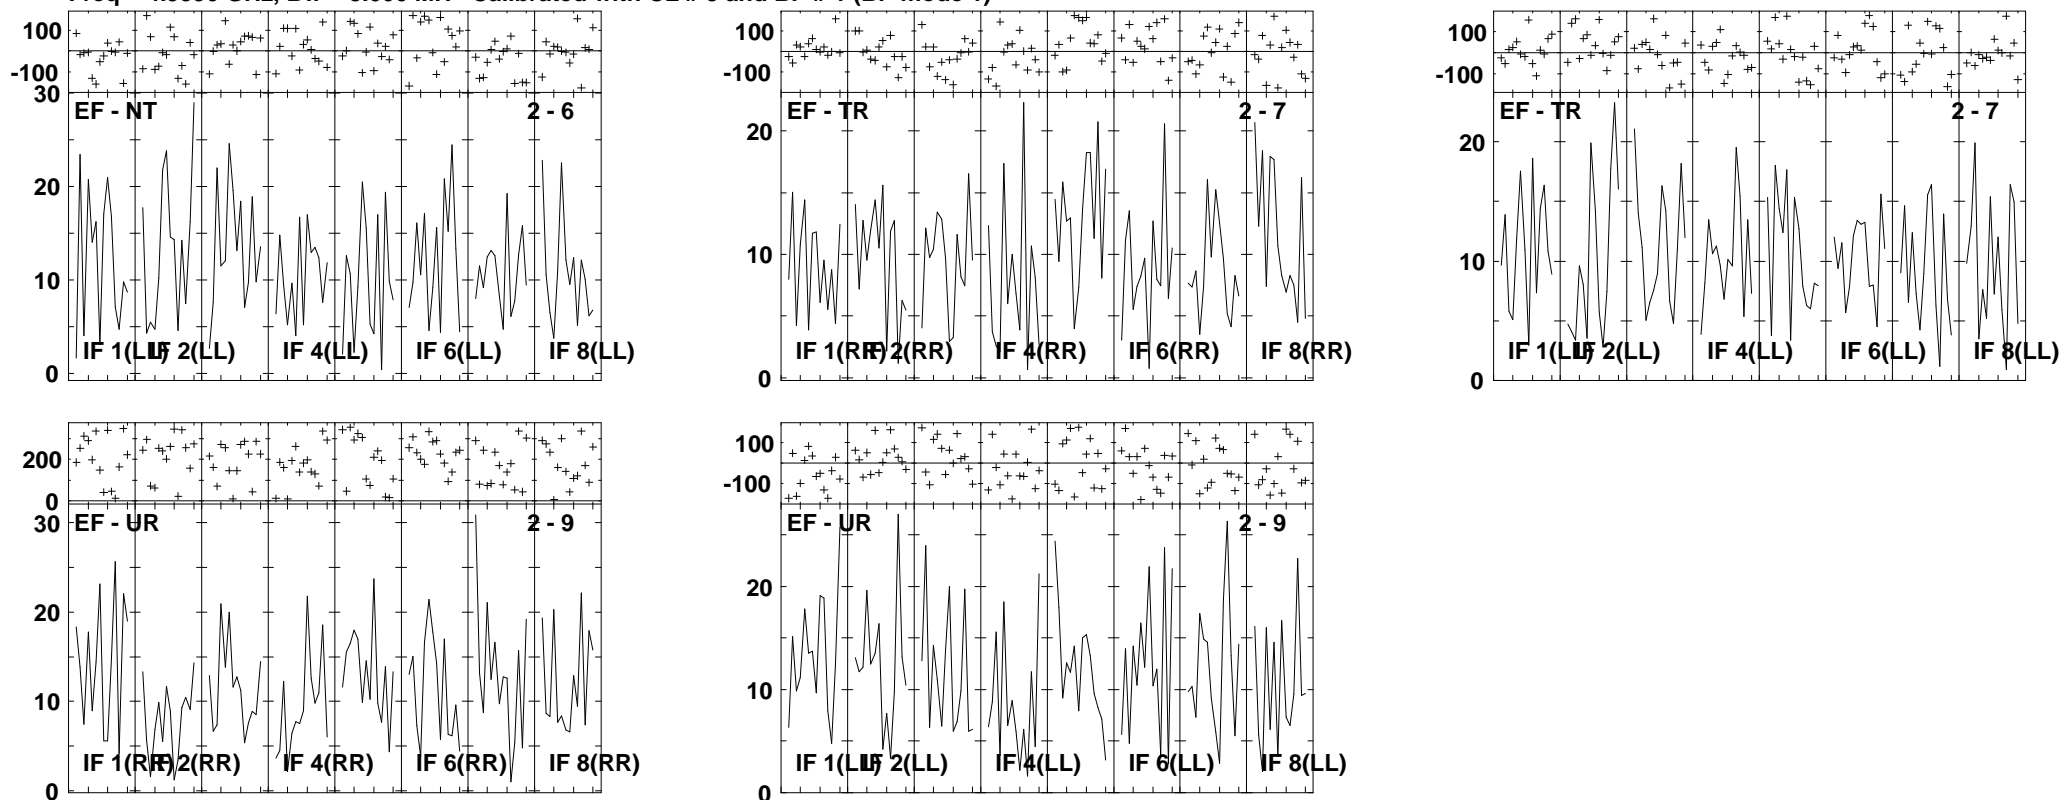 100
-100
30
EF - NT 2 - 6
20
10
IF 1(LL) IF 2(LL) IF 4(LL) IF 6(LL) IF 8(LL)
0
100
-100
EF - TR 2 - 7
20
10
IF 1(RR) IF 2(RR) IF 4(RR) IF 6(RR) IF 8(RR)
0
100
-100
EF - TR 2 - 7
20
10
IF 1(LL) IF 2(LL) IF 4(LL) IF 6(LL) IF 8(LL)
0
200
0
EF - UR 2 - 9
30
20
10
IF 1(RR) IF 2(RR) IF 4(RR) IF 6(RR) IF 8(RR)
0
100
-100
EF - UR 2 - 9
20
10
IF 1(LL) IF 2(LL) IF 4(LL) IF 6(LL) IF 8(LL)
0